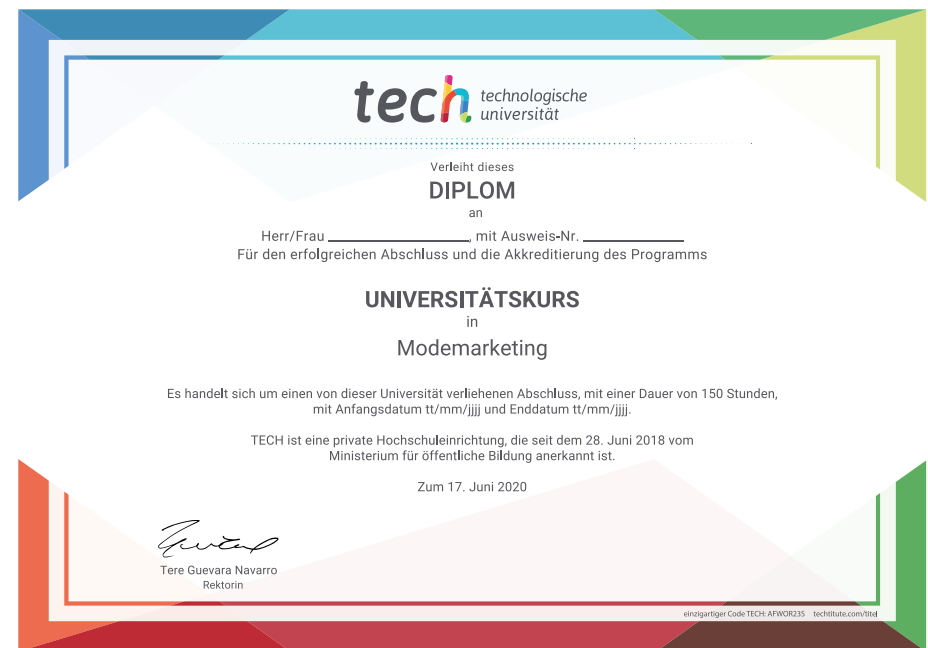 tech technologische
universität
Verleiht dieses
DIPLOM
an
Herr/Frau ____________________, mit Ausweis-Nr. ______________
Für den erfolgreichen Abschluss und die Akkreditierung des Programms
UNIVERSITÄTSKURS
in
Modemarketing
Es handelt sich um einen von dieser Universität verliehenen Abschluss, mit einer Dauer von 150 Stunden,
mit Anfangsdatum tt/mm/jjjj und Enddatum tt/mm/jjjj.
TECH ist eine private Hochschuleinrichtung, die seit dem 28. Juni 2018 vom
Ministerium für öffentliche Bildung anerkannt ist.
Zum 17. Juni 2020
Tere Guevara Navarro
Rektorin
einzigartiger Code TECH: AFWOR23S techtitute.com/titel